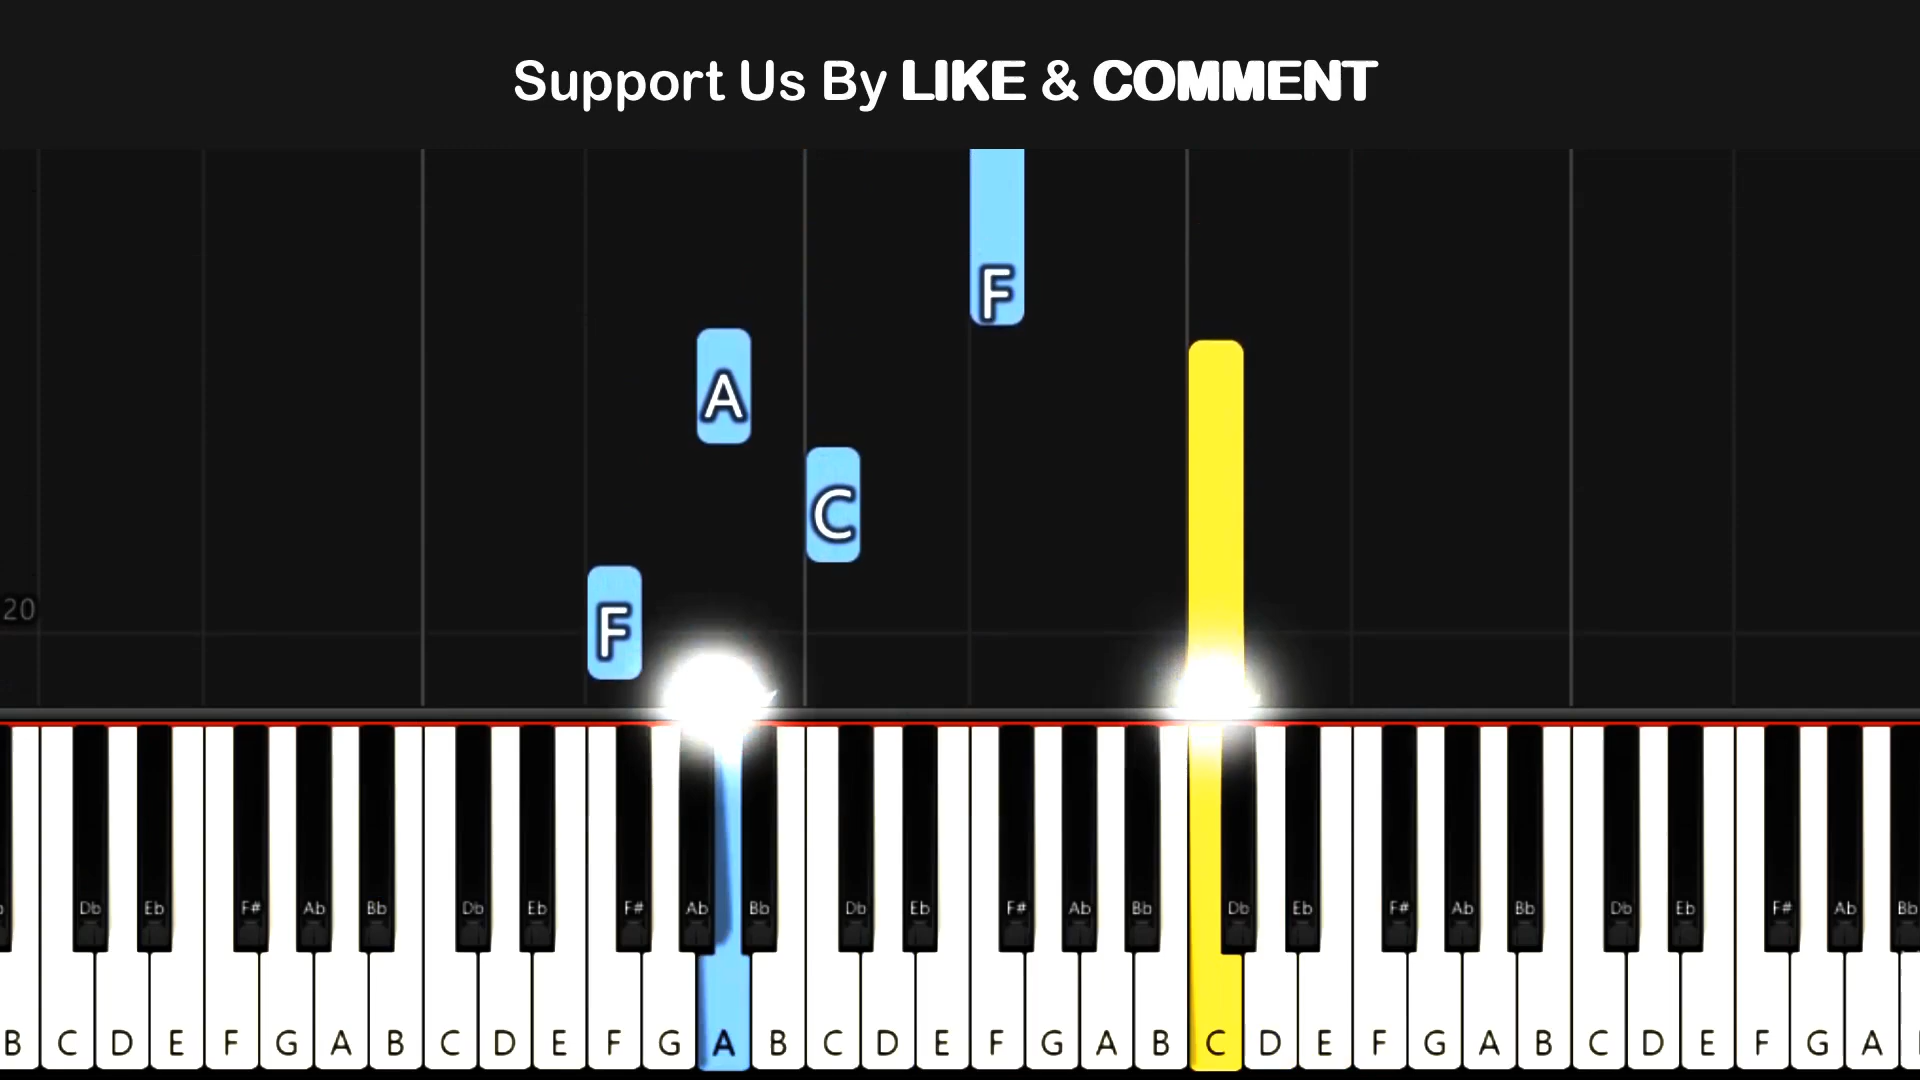 Support Us By LIKE & COMMENT
F
A
C
F
20
Db Eb F# Ab Bb Db Eb F# Ab Bb Db Eb F# Ab Bb Db Eb F# Ab Bb Db Eb F# Ab Bb
B C D E F G A B C D E F G A B C D E F G A B C D E F G A B C D E F G A